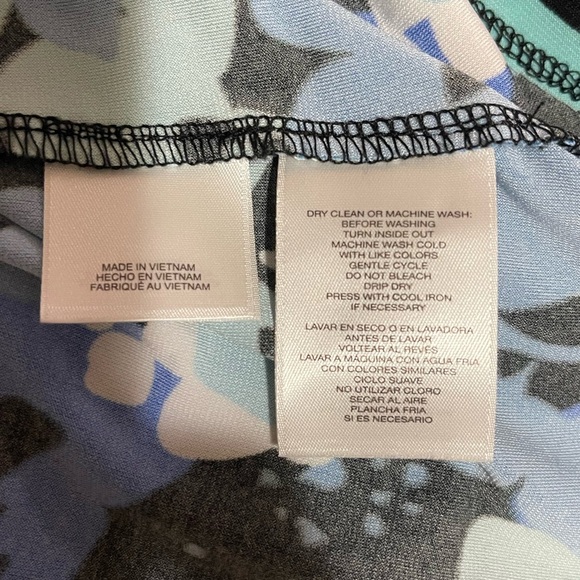 MADE IN VIETNAM
HECHO EN VIETNAM
FABRIQUÉ AU VIETNAM
DRY CLEAN OR MACHINE WASH:
BEFORE WASHING
TURN INSIDE OUT
MACHINE WASH COLD
WITH LIKE COLORS
GENTLE CYCLE
DO NOT BLEACH
DRIP DRY
PRESS WITH COOL IRON
IF NECESSARY
LAVAR EN SECO O EN LAVADORA
ANTES DE LAVAR
VOLTEAR AL REVÉS
LAVAR A MÁQUINA CON AGUA FRÍA
CON COLORES SIMILARES
CICLO SUAVE
NO UTILIZAR CLORO
SECAR AL AIRE
PLANCHA FRIA
SI ES NECESARIO